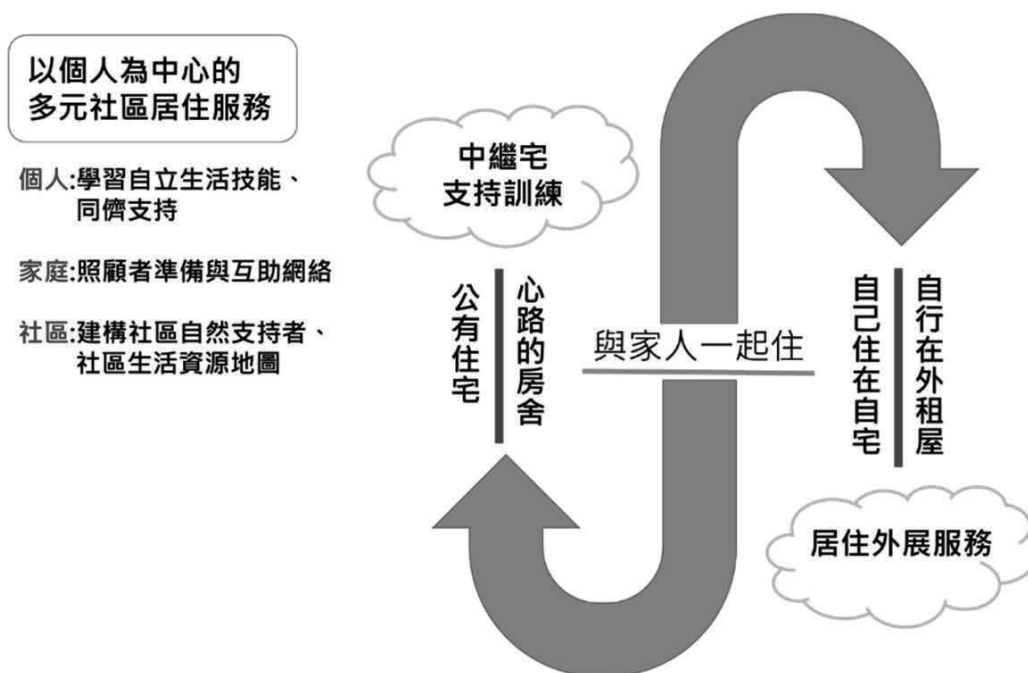 以個人為中心的
多元社區居住服務
個人:學習自立生活技能、
同儕支持
家庭:照顧者準備與互助網絡
社區:建構社區自然支持者、
社區生活資源地圖
中繼宅
支持訓練
公有住宅
心路的房舍
與家人一起住
自己住在自宅
自行在外租屋
居住外展服務